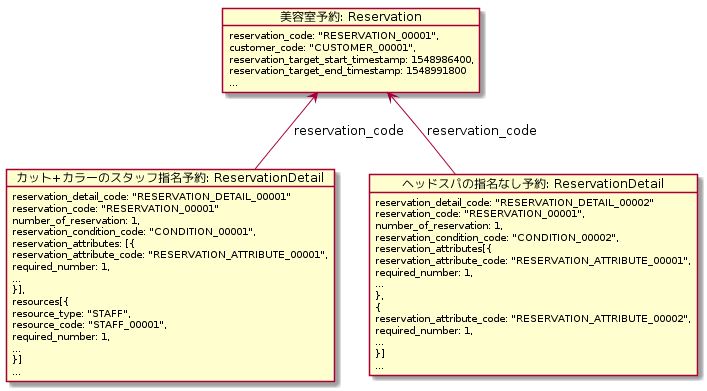 美容室予約: Reservation
reservation_code: "RESERVATION_00001",
customer_code: "CUSTOMER_00001",
reservation_target_start_timestamp: 1548986400,
reservation_target_end_timestamp: 1548991800
...
reservation_code
reservation_code
カット+カラーのスタッフ指名予約: ReservationDetail
reservation_detail_code: "RESERVATION_DETAIL_00001"
reservation_code: "RESERVATION_00001"
number_of_reservation: 1,
reservation_condition_code: "CONDITION_00001",
reservation_attributes: [{
reservation_attribute_code: "RESERVATION_ATTRIBUTE_00001",
required_number: 1,
...
}],
resources[{
resource_type: "STAFF",
resource_code: "STAFF_00001",
required_number: 1,
...
}]
...
ヘッドスパの指名なし予約: ReservationDetail
reservation_detail_code: "RESERVATION_DETAIL_00002"
reservation_code: "RESERVATION_00001",
number_of_reservation: 1,
reservation_condition_code: "CONDITION_00002",
reservation_attributes[{
reservation_attribute_code: "RESERVATION_ATTRIBUTE_00001",
required_number: 1,
...
},
{
reservation_attribute_code: "RESERVATION_ATTRIBUTE_00002",
required_number: 1,
...
}]
...